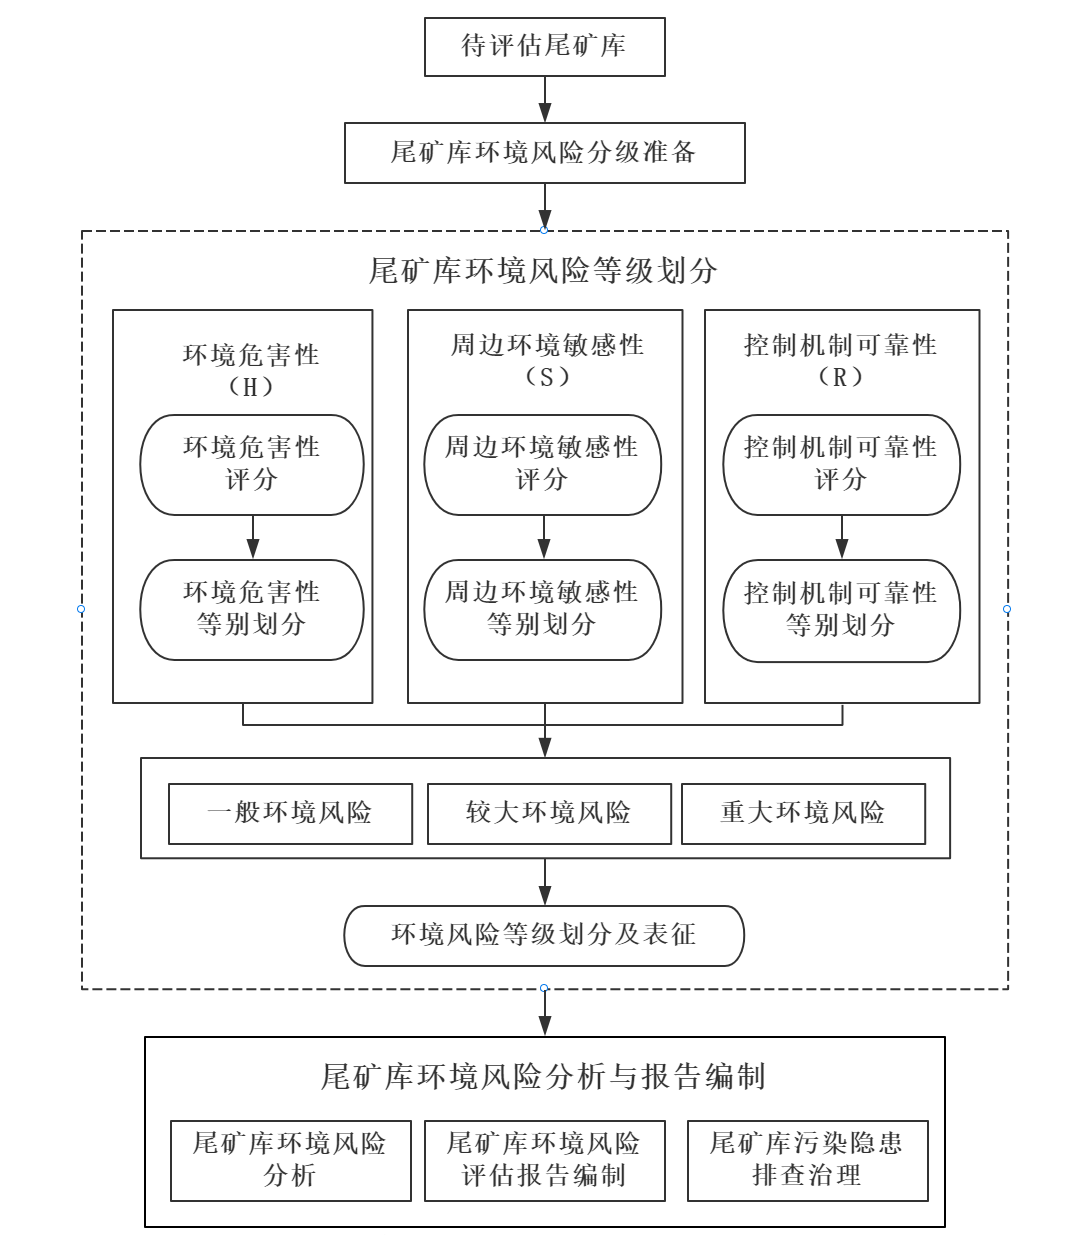 待评估尾矿库
尾矿库环境风险分级准备
尾矿库环境风险等级划分
环境危害性
（H）
环境危害性
评分
环境危害性
等别划分
周边环境敏感性
（S）
周边环境敏感性
评分
周边环境敏感性
等别划分
控制机制可靠性
（R）
控制机制可靠性
评分
控制机制可靠性
等别划分
一般环境风险
较大环境风险
重大环境风险
环境风险等级划分及表征
尾矿库环境风险分析与报告编制
尾矿库环境风险
分析
尾矿库环境风险
评估报告编制
尾矿库污染隐患
排查治理